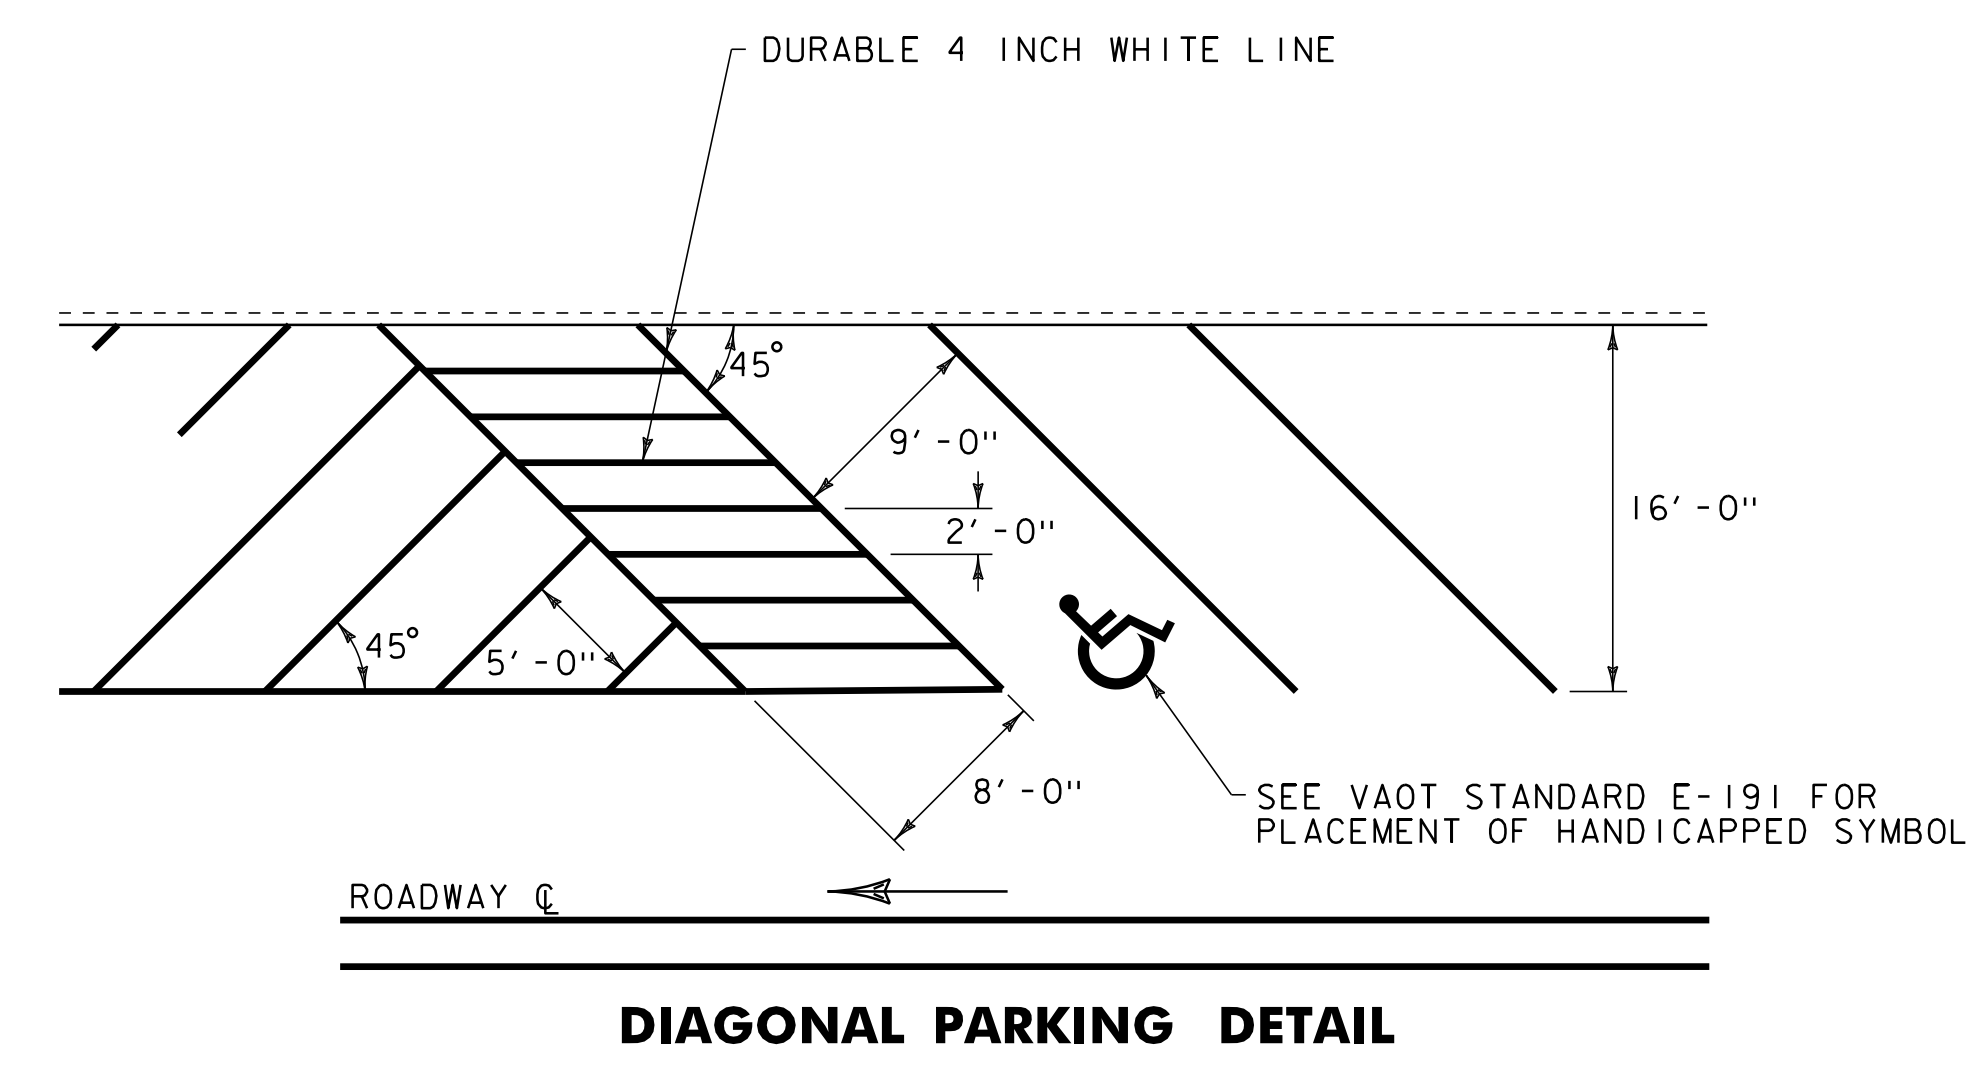 DURABLE 4 INCH WHITE LINE
45°
9'-0"
2'-0"
16'-0"
45°
5'-0"
8'-0"
SEE VAOT STANDARD E-191 FOR
PLACEMENT OF HANDICAPPED SYMBOL
ROADWAY ℄
DIAGONAL PARKING DETAIL